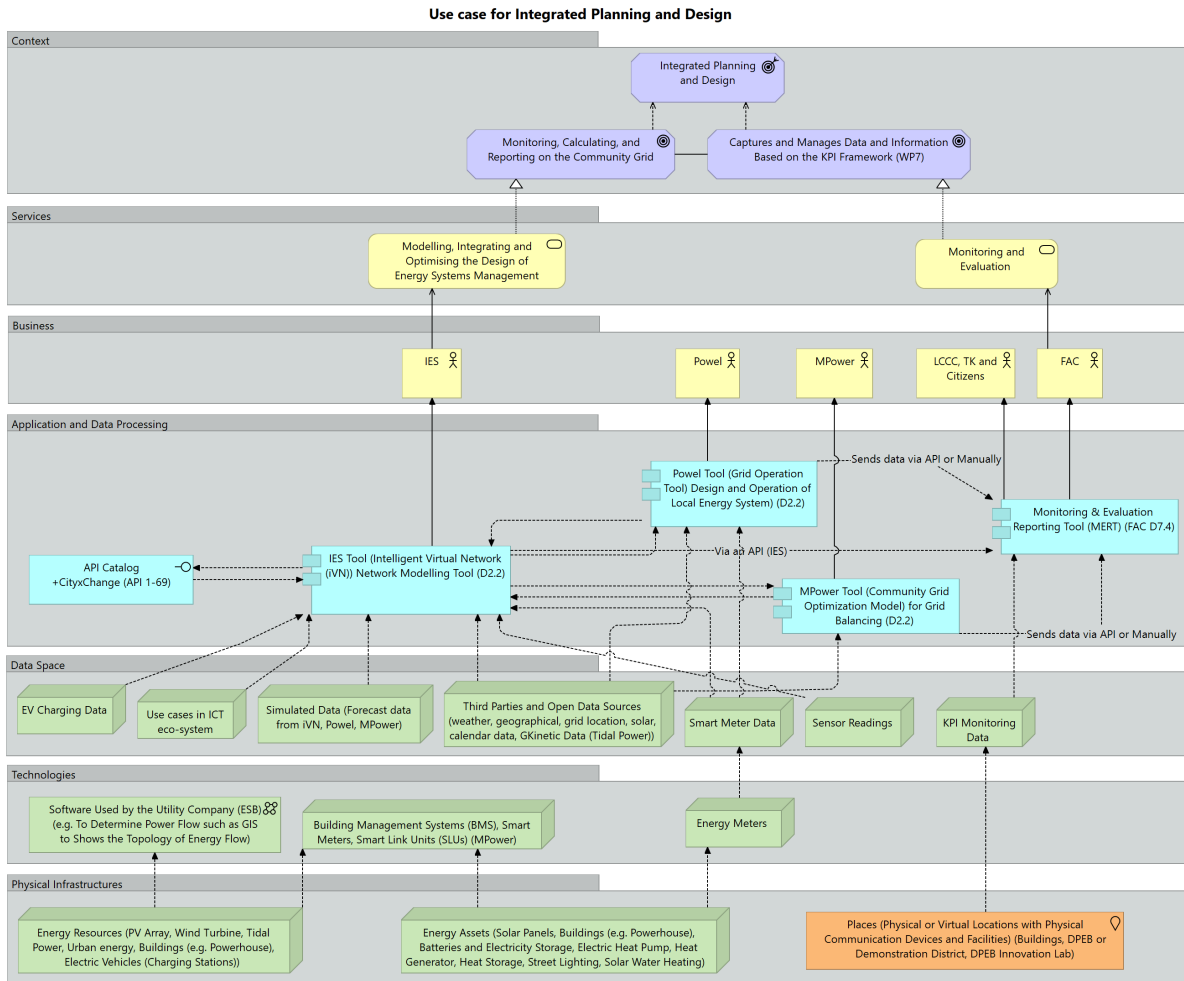 Use case for Integrated Planning and Design
Context
Integrated Planning
and Design
Monitoring, Calculating, and
Reporting on the Community Grid
Captures and Manages Data and Information
Based on the KPI Framework (WP7)
Services
Modelling, Integrating and
Optimising the Design of
Energy Systems Management
Monitoring and
Evaluation
Business
IES
Powel
MPower
LCCC, TK and
Citizens
FAC
Application and Data Processing
Powel Tool (Grid Operation
Tool) Design and Operation of
Local Energy System) (D2.2)
Sends data via API or Manually
Monitoring & Evaluation
Reporting Tool (MERT) (FAC D7.4)
API Catalog
+CityxChange (API 1-69)
IES Tool (Intelligent Virtual Network
(iVN)) Network Modelling Tool (D2.2)
Via an API (IES)
MPower Tool (Community Grid
Optimization Model) for Grid
Balancing (D2.2)
Sends data via API or Manually
Data Space
EV Charging Data
Use cases in ICT
eco-system
Simulated Data (Forecast data
from iVN, Powel, MPower)
Third Parties and Open Data Sources
(weather, geographical, grid location, solar,
calendar data, GKinetic Data (Tidal Power))
Smart Meter Data
Sensor Readings
KPI Monitoring
Data
Technologies
Software Used by the Utility Company (ESB)
(e.g. To Determine Power Flow such as GIS
to Shows the Topology of Energy Flow)
Building Management Systems (BMS), Smart
Meters, Smart Link Units (SLUs) (MPower)
Energy Meters
Physical Infrastructures
Energy Resources (PV Array, Wind Turbine, Tidal
Power, Urban energy, Buildings (e.g. Powerhouse),
Electric Vehicles (Charging Stations))
Energy Assets (Solar Panels, Buildings (e.g. Powerhouse),
Batteries and Electricity Storage, Electric Heat Pump, Heat
Generator, Heat Storage, Street Lighting, Solar Water Heating)
Places (Physical or Virtual Locations with Physical
Communication Devices and Facilities) (Buildings, DPEB or
Demonstration District, DPEB Innovation Lab)